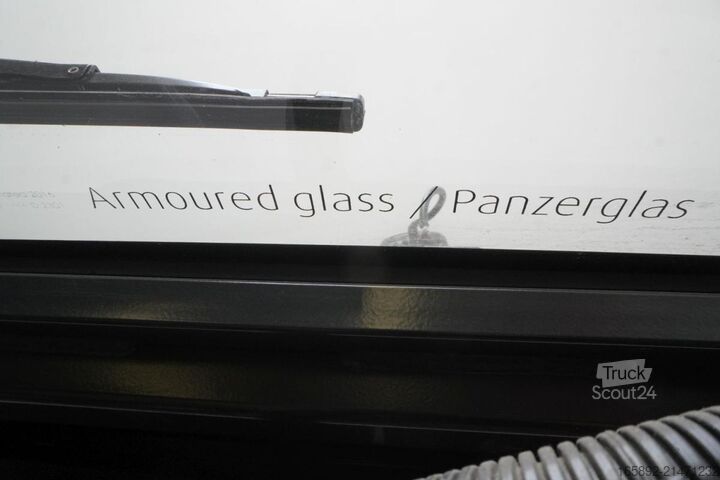 Armoured glass / Panzerglas
Truck
Scout24